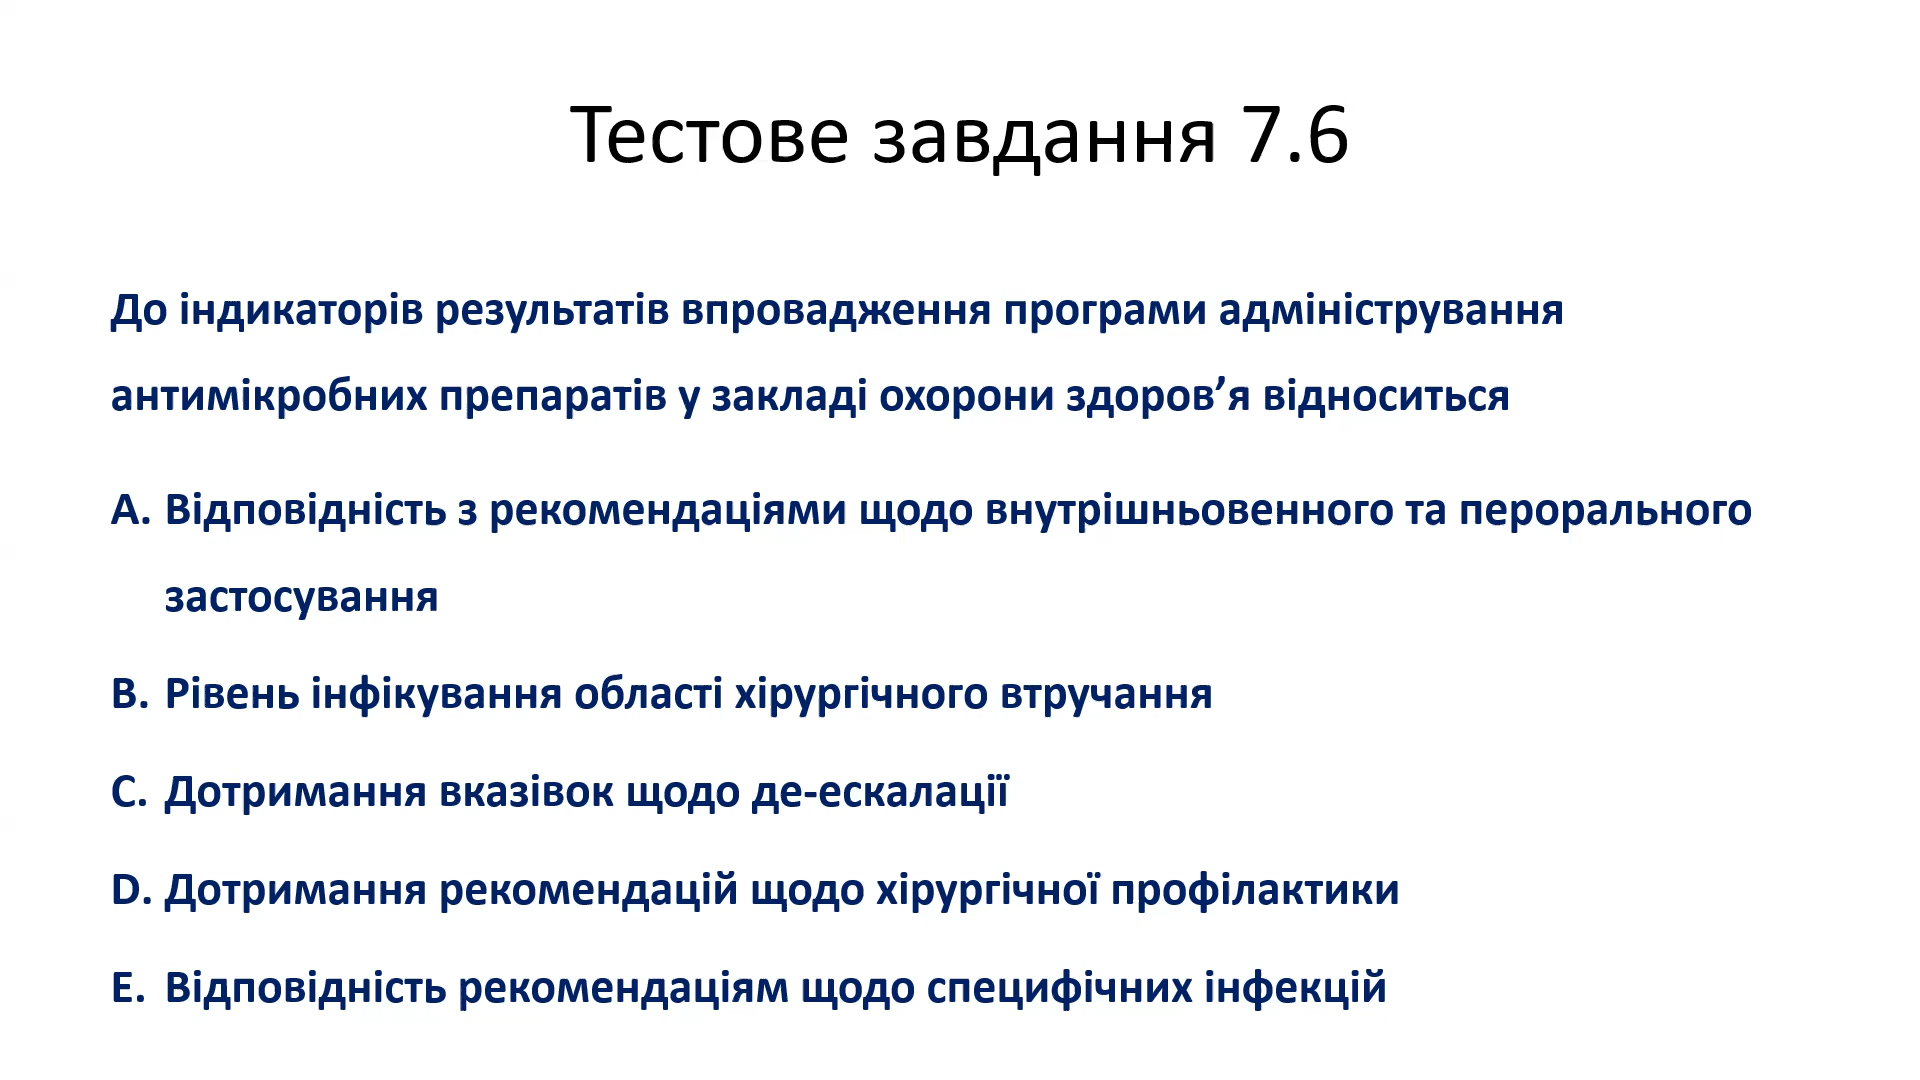 Тестове завдання 7.6
До індикаторів результатів впровадження програми адміністрування
антимікробних препаратів у закладі охорони здоров’я відноситься
A. Відповідність з рекомендаціями щодо внутрішньовенного та перорального
застосування
B. Рівень інфікування області хірургічного втручання
C. Дотримання вказівок щодо де-ескалації
D. Дотримання рекомендацій щодо хірургічної профілактики
E. Відповідність рекомендаціям щодо специфічних інфекцій